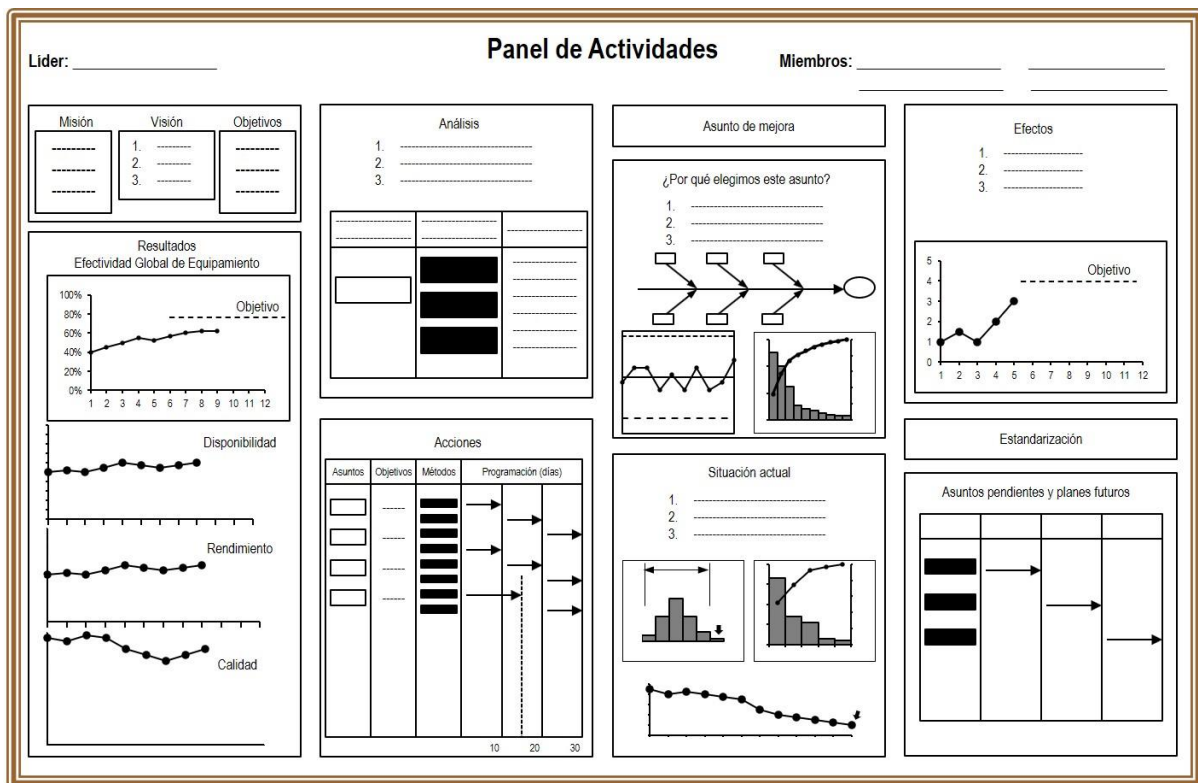 Panel de Actividades
Líder:
Miembros:
Misión
Visión
Objetivos
1.
2.
3.
Resultados
Efectividad Global de Equipamiento
100%
80%
60%
40%
20%
0%
Objetivo
1 2 3 4 5 6 7 8 9 10 11 12
Disponibilidad
Rendimiento
Calidad
Análisis
1.
2.
3.
Acciones
Asuntos Objetivos Métodos Programación (días)
10 20 30
Asunto de mejora
¿Por qué elegimos este asunto?
1.
2.
3.
Situación actual
1.
2.
3.
Efectos
1.
2.
3.
5
4
3
2
1
0
Objetivo
1 2 3 4 5 6 7 8 9 10 11 12
Estandarización
Asuntos pendientes y planes futuros